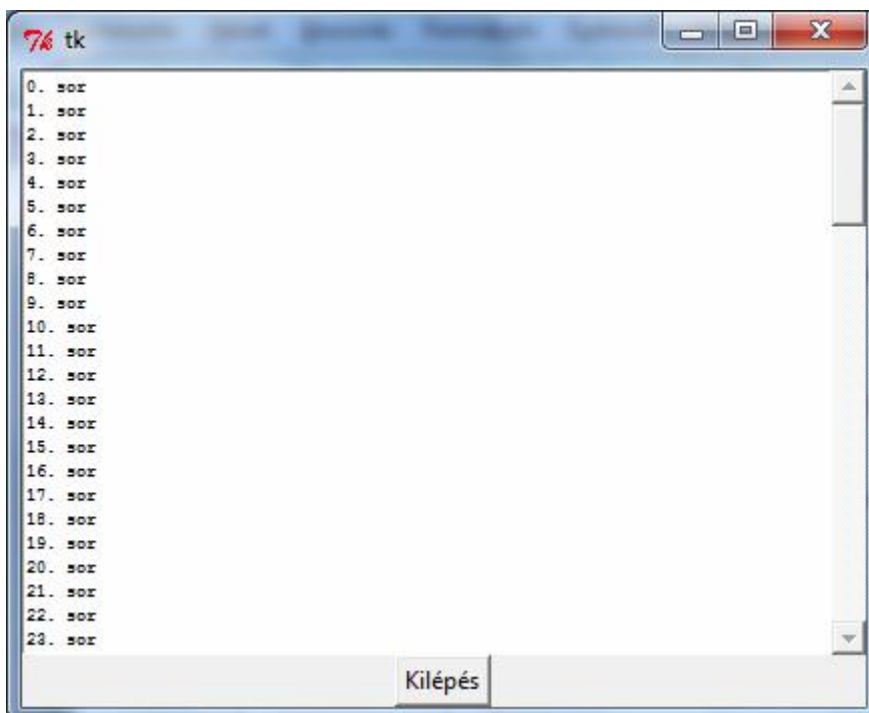 tk
0. sor
1. sor
2. sor
3. sor
4. sor
5. sor
6. sor
7. sor
8. sor
9. sor
10. sor
11. sor
12. sor
13. sor
14. sor
15. sor
16. sor
17. sor
18. sor
19. sor
20. sor
21. sor
22. sor
23. sor
Kilépés